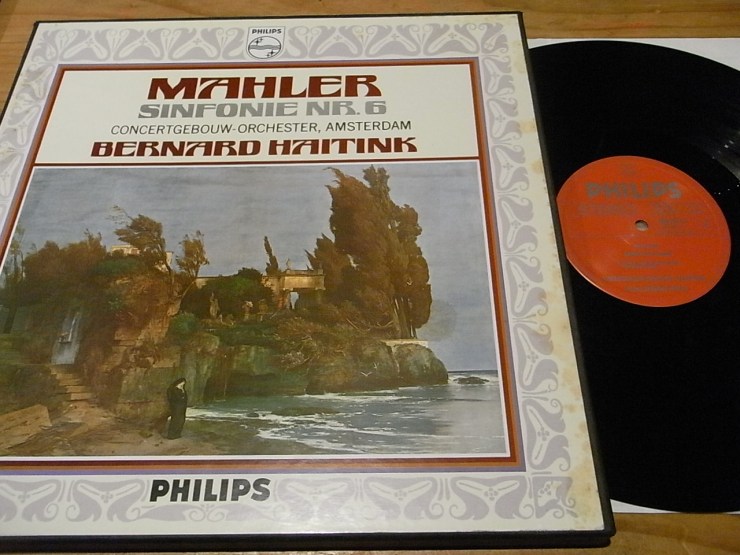 PHILIPS
MAHLER
SINFONIE NR. 6
CONCERTGEBOUW-ORCHESTER, AMSTERDAM
BERNARD HAITINK
PHILIPS
PHILIPS